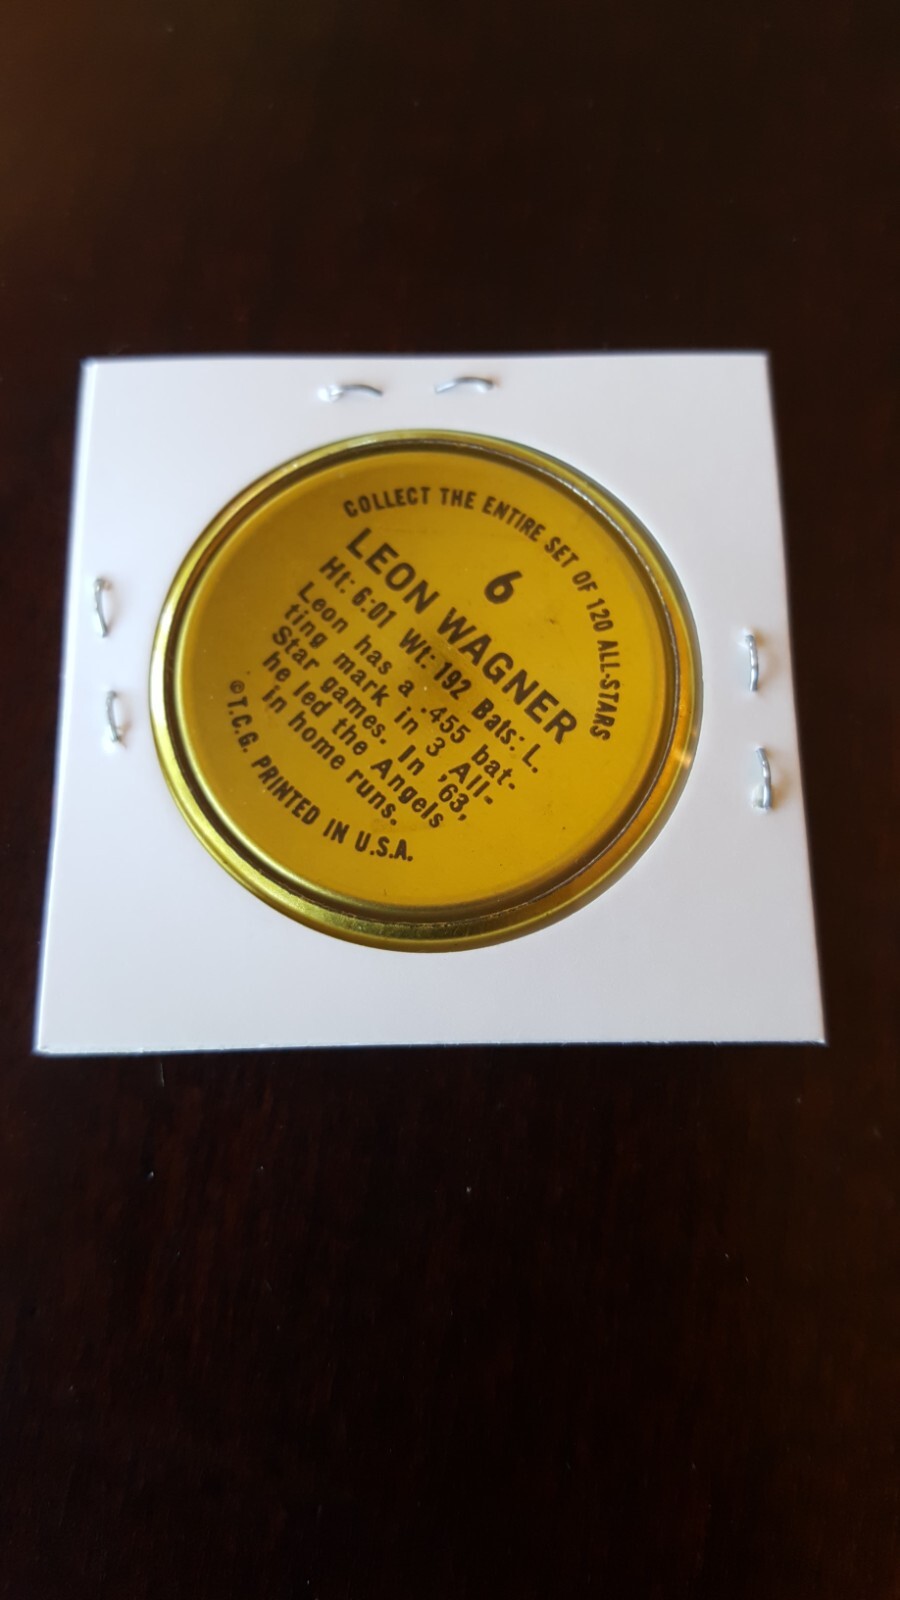 COLLECT THE ENTIRE SET OF 120 ALL-STARS
6
LEON WAGNER
Ht: 6:01 Wt: 192 Bats: L.
Leon has a .455 bat-
ting mark in 3 All-
Star games. In '63,
he led the Angels
in home runs.
© T.C.G. PRINTED IN U.S.A.